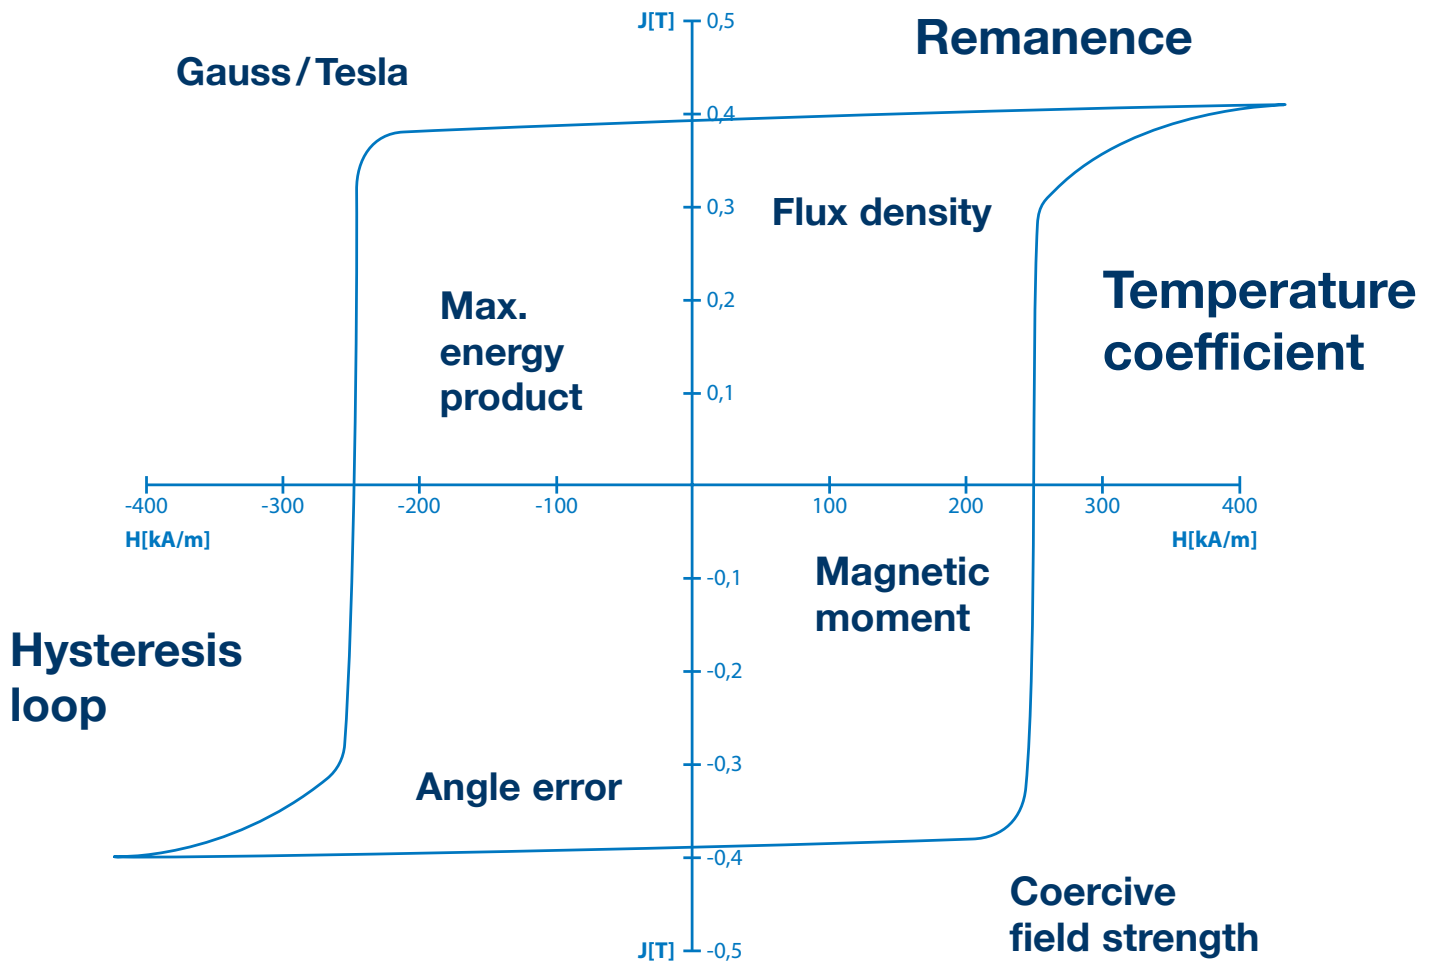 J[T] 0,5
Remanence
Gauss / Tesla
0,4
0,3
Flux density
Temperature
coefficient
0,2
Max.
energy
product
0,1
-400 -300 -200 -100 100 200 300 400
H[kA/m] H[kA/m]
-0,1
Magnetic
moment
Hysteresis
loop
-0,2
-0,3
Angle error
-0,4
Coercive
field strength
J[T] -0,5